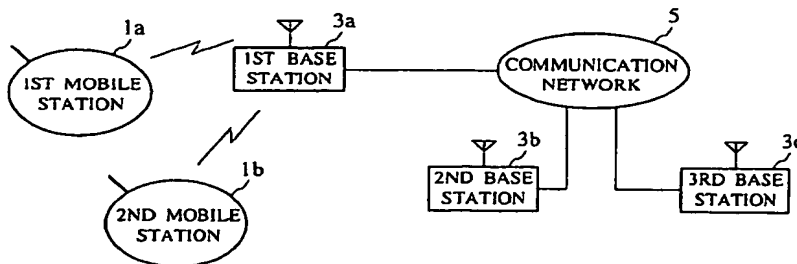 1a
1ST MOBILE
STATION
3a
1ST BASE
STATION
5
COMMUNICATION
NETWORK
1b
2ND MOBILE
STATION
3b
2ND BASE
STATION
3c
3RD BASE
STATION